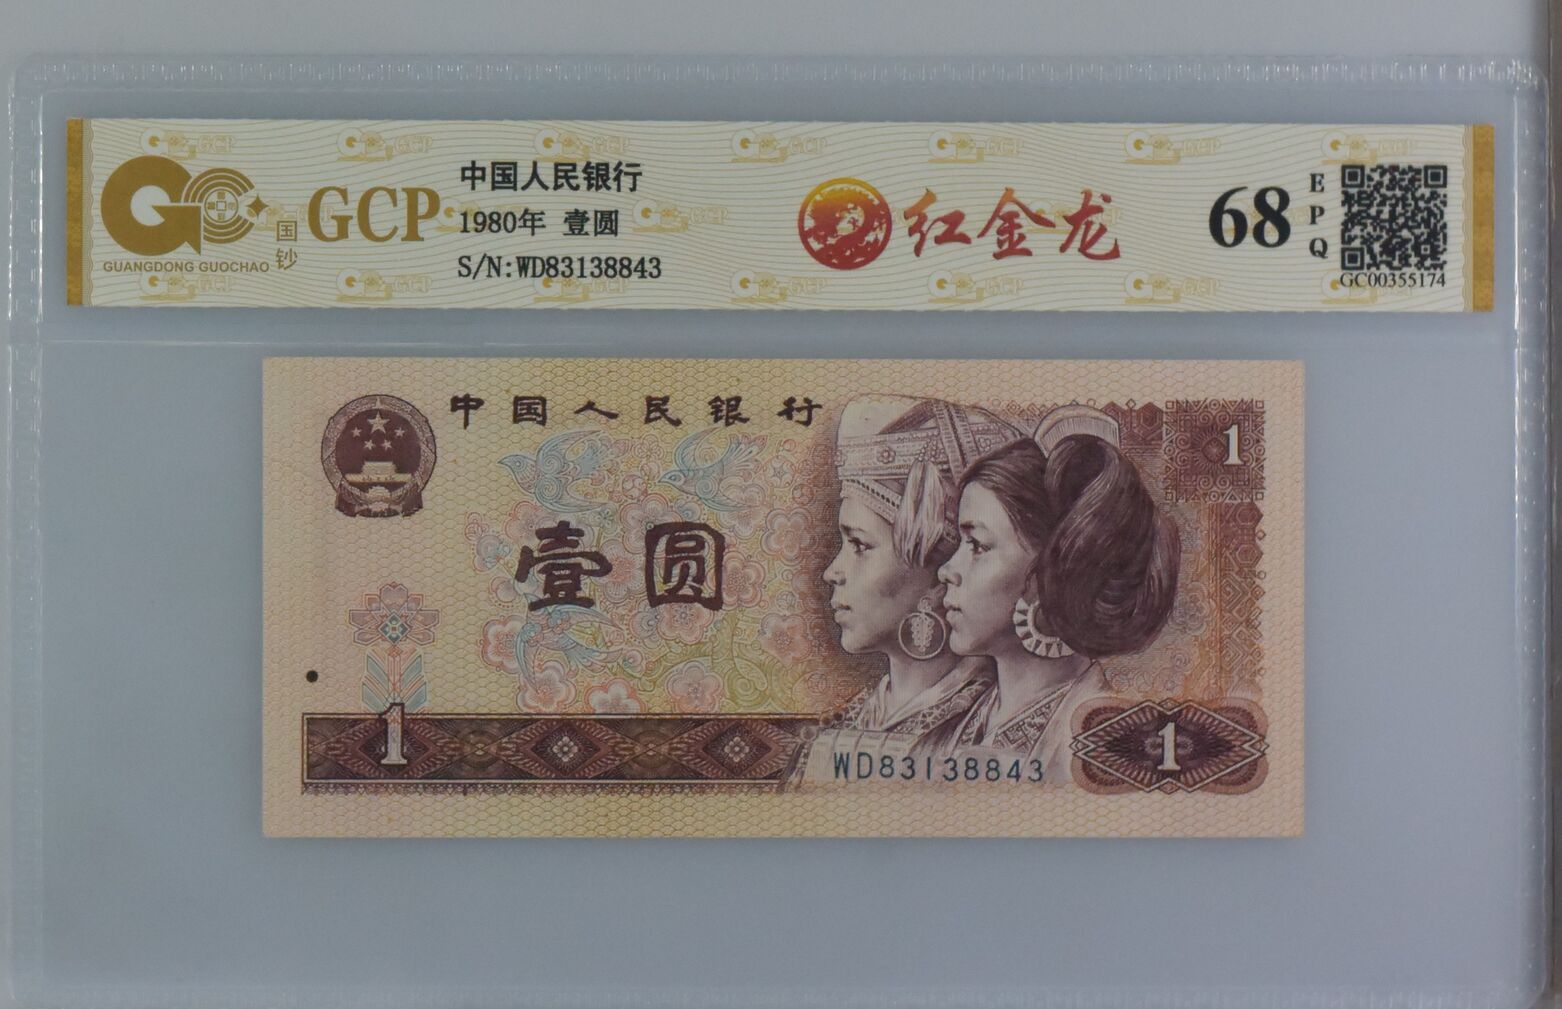 GUANGDONG GUOCHAO
国钞
GCP
中国人民银行
1980年 壹圆
S/N:WD83138843
红金龙
68
EPQ
GC00355174
中国人民银行
1
壹圆
1
WD83138843
1